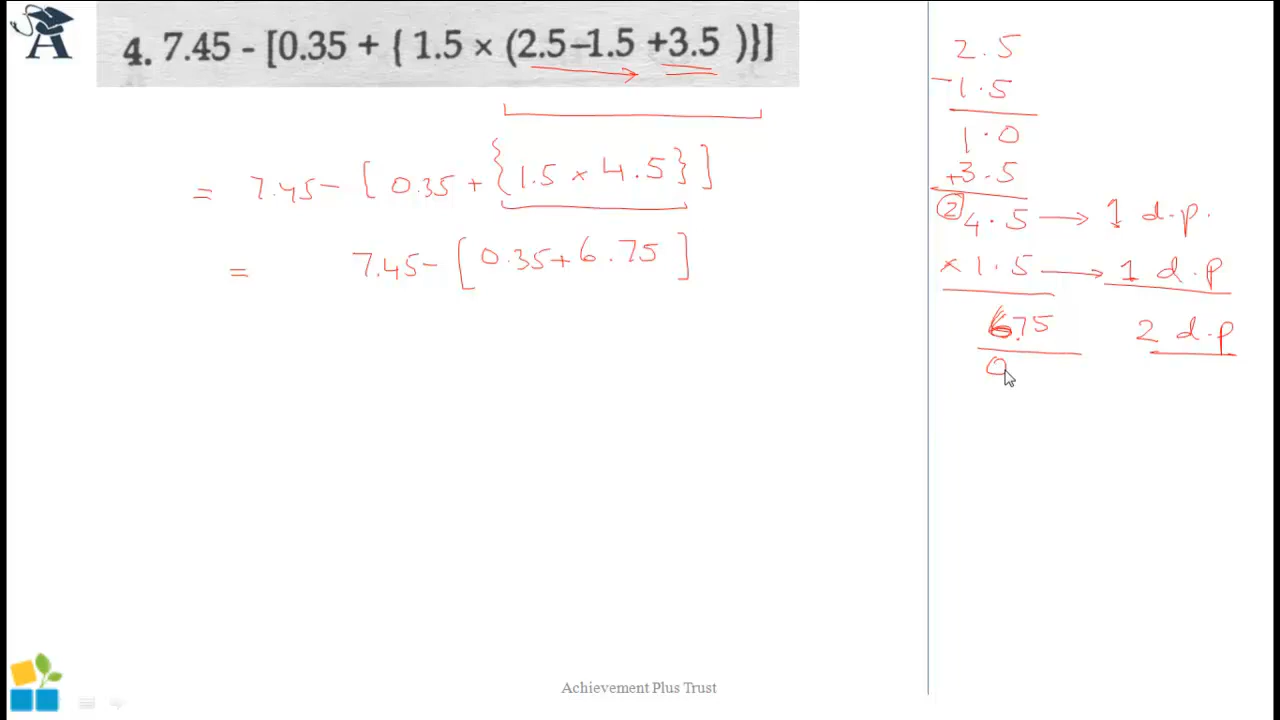 4. 7.45 - [0.35 + { 1.5 × (2.5-1.5 +3.5 )}]
= 7.45 - [ 0.35 + { 1.5 × 4.5 } ]
= 7.45 - [ 0.35 + 6.75 ]
2.5
- 1.5
1.0
+3.5
② 4.5 → 1 d.p.
× 1.5 → 1 d.p
6.75 2 d.p
0
Achievement Plus Trust